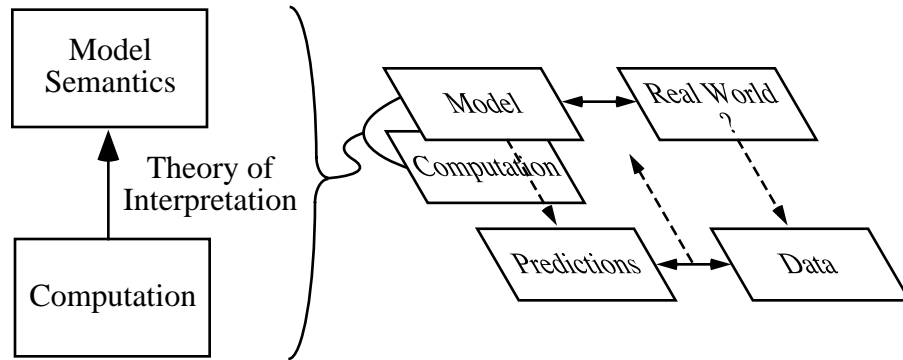 Model
Semantics
Theory of
Interpretation
Computation
Model
Real World
?
Computation
Predictions
Data